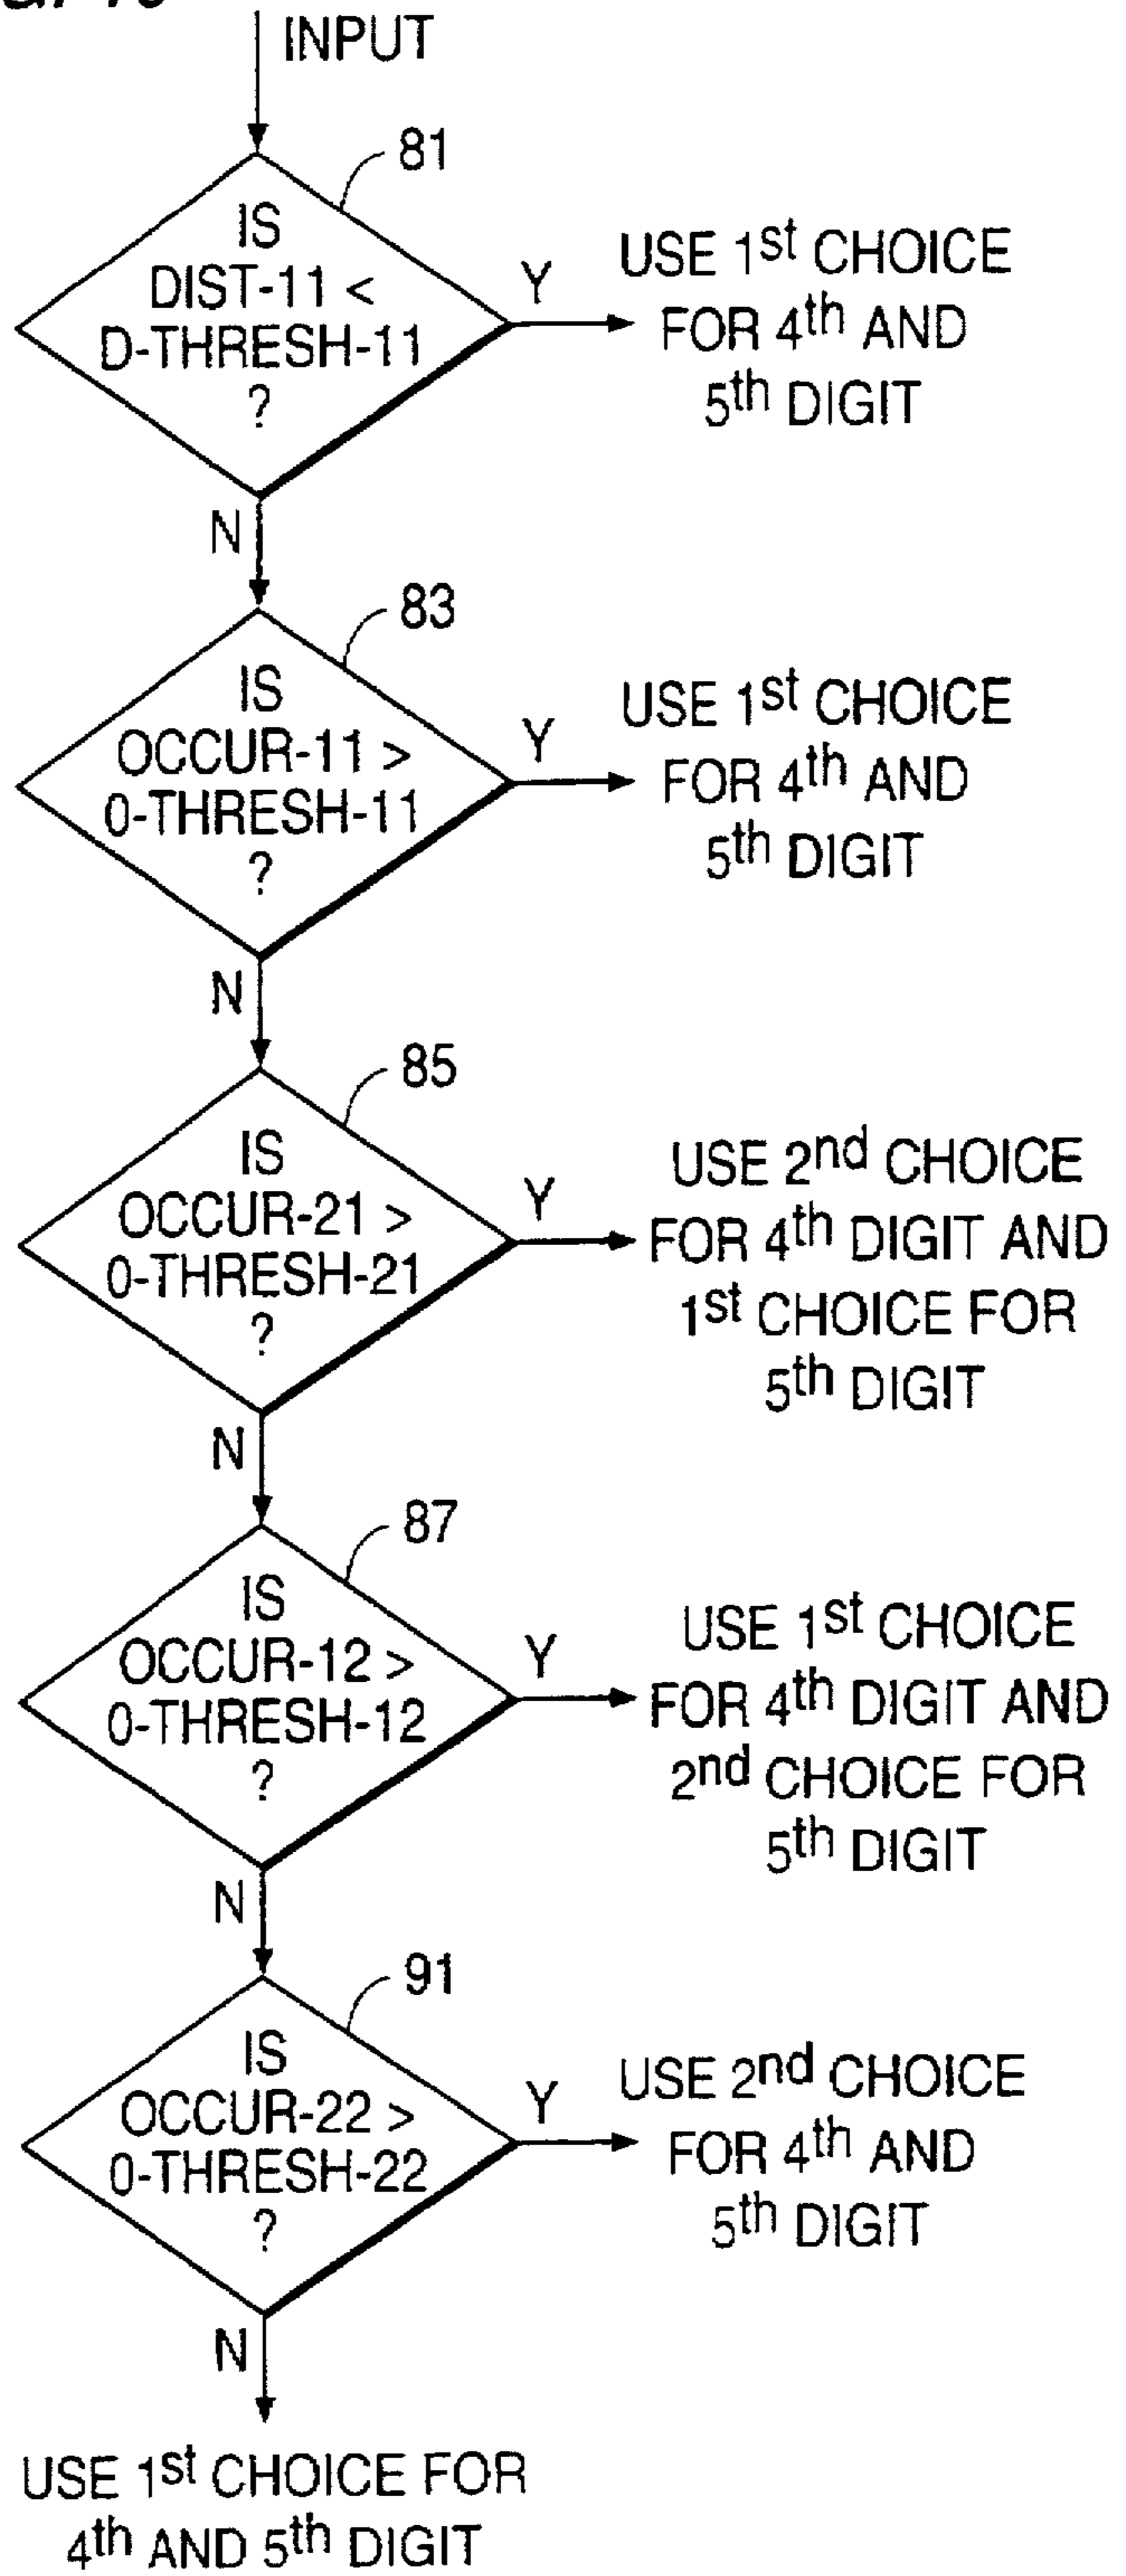 INPUT
81
IS
DIST-11 <
D-THRESH-11
?
Y
USE 1st CHOICE
FOR 4th AND
5th DIGIT
N
83
IS
OCCUR-11 >
0-THRESH-11
?
Y
USE 1st CHOICE
FOR 4th AND
5th DIGIT
N
85
IS
OCCUR-21 >
0-THRESH-21
?
Y
USE 2nd CHOICE
FOR 4th DIGIT AND
1st CHOICE FOR
5th DIGIT
N
87
IS
OCCUR-12 >
0-THRESH-12
?
Y
USE 1st CHOICE
FOR 4th DIGIT AND
2nd CHOICE FOR
5th DIGIT
N
91
IS
OCCUR-22 >
0-THRESH-22
?
Y
USE 2nd CHOICE
FOR 4th AND
5th DIGIT
N
USE 1st CHOICE FOR
4th AND 5th DIGIT